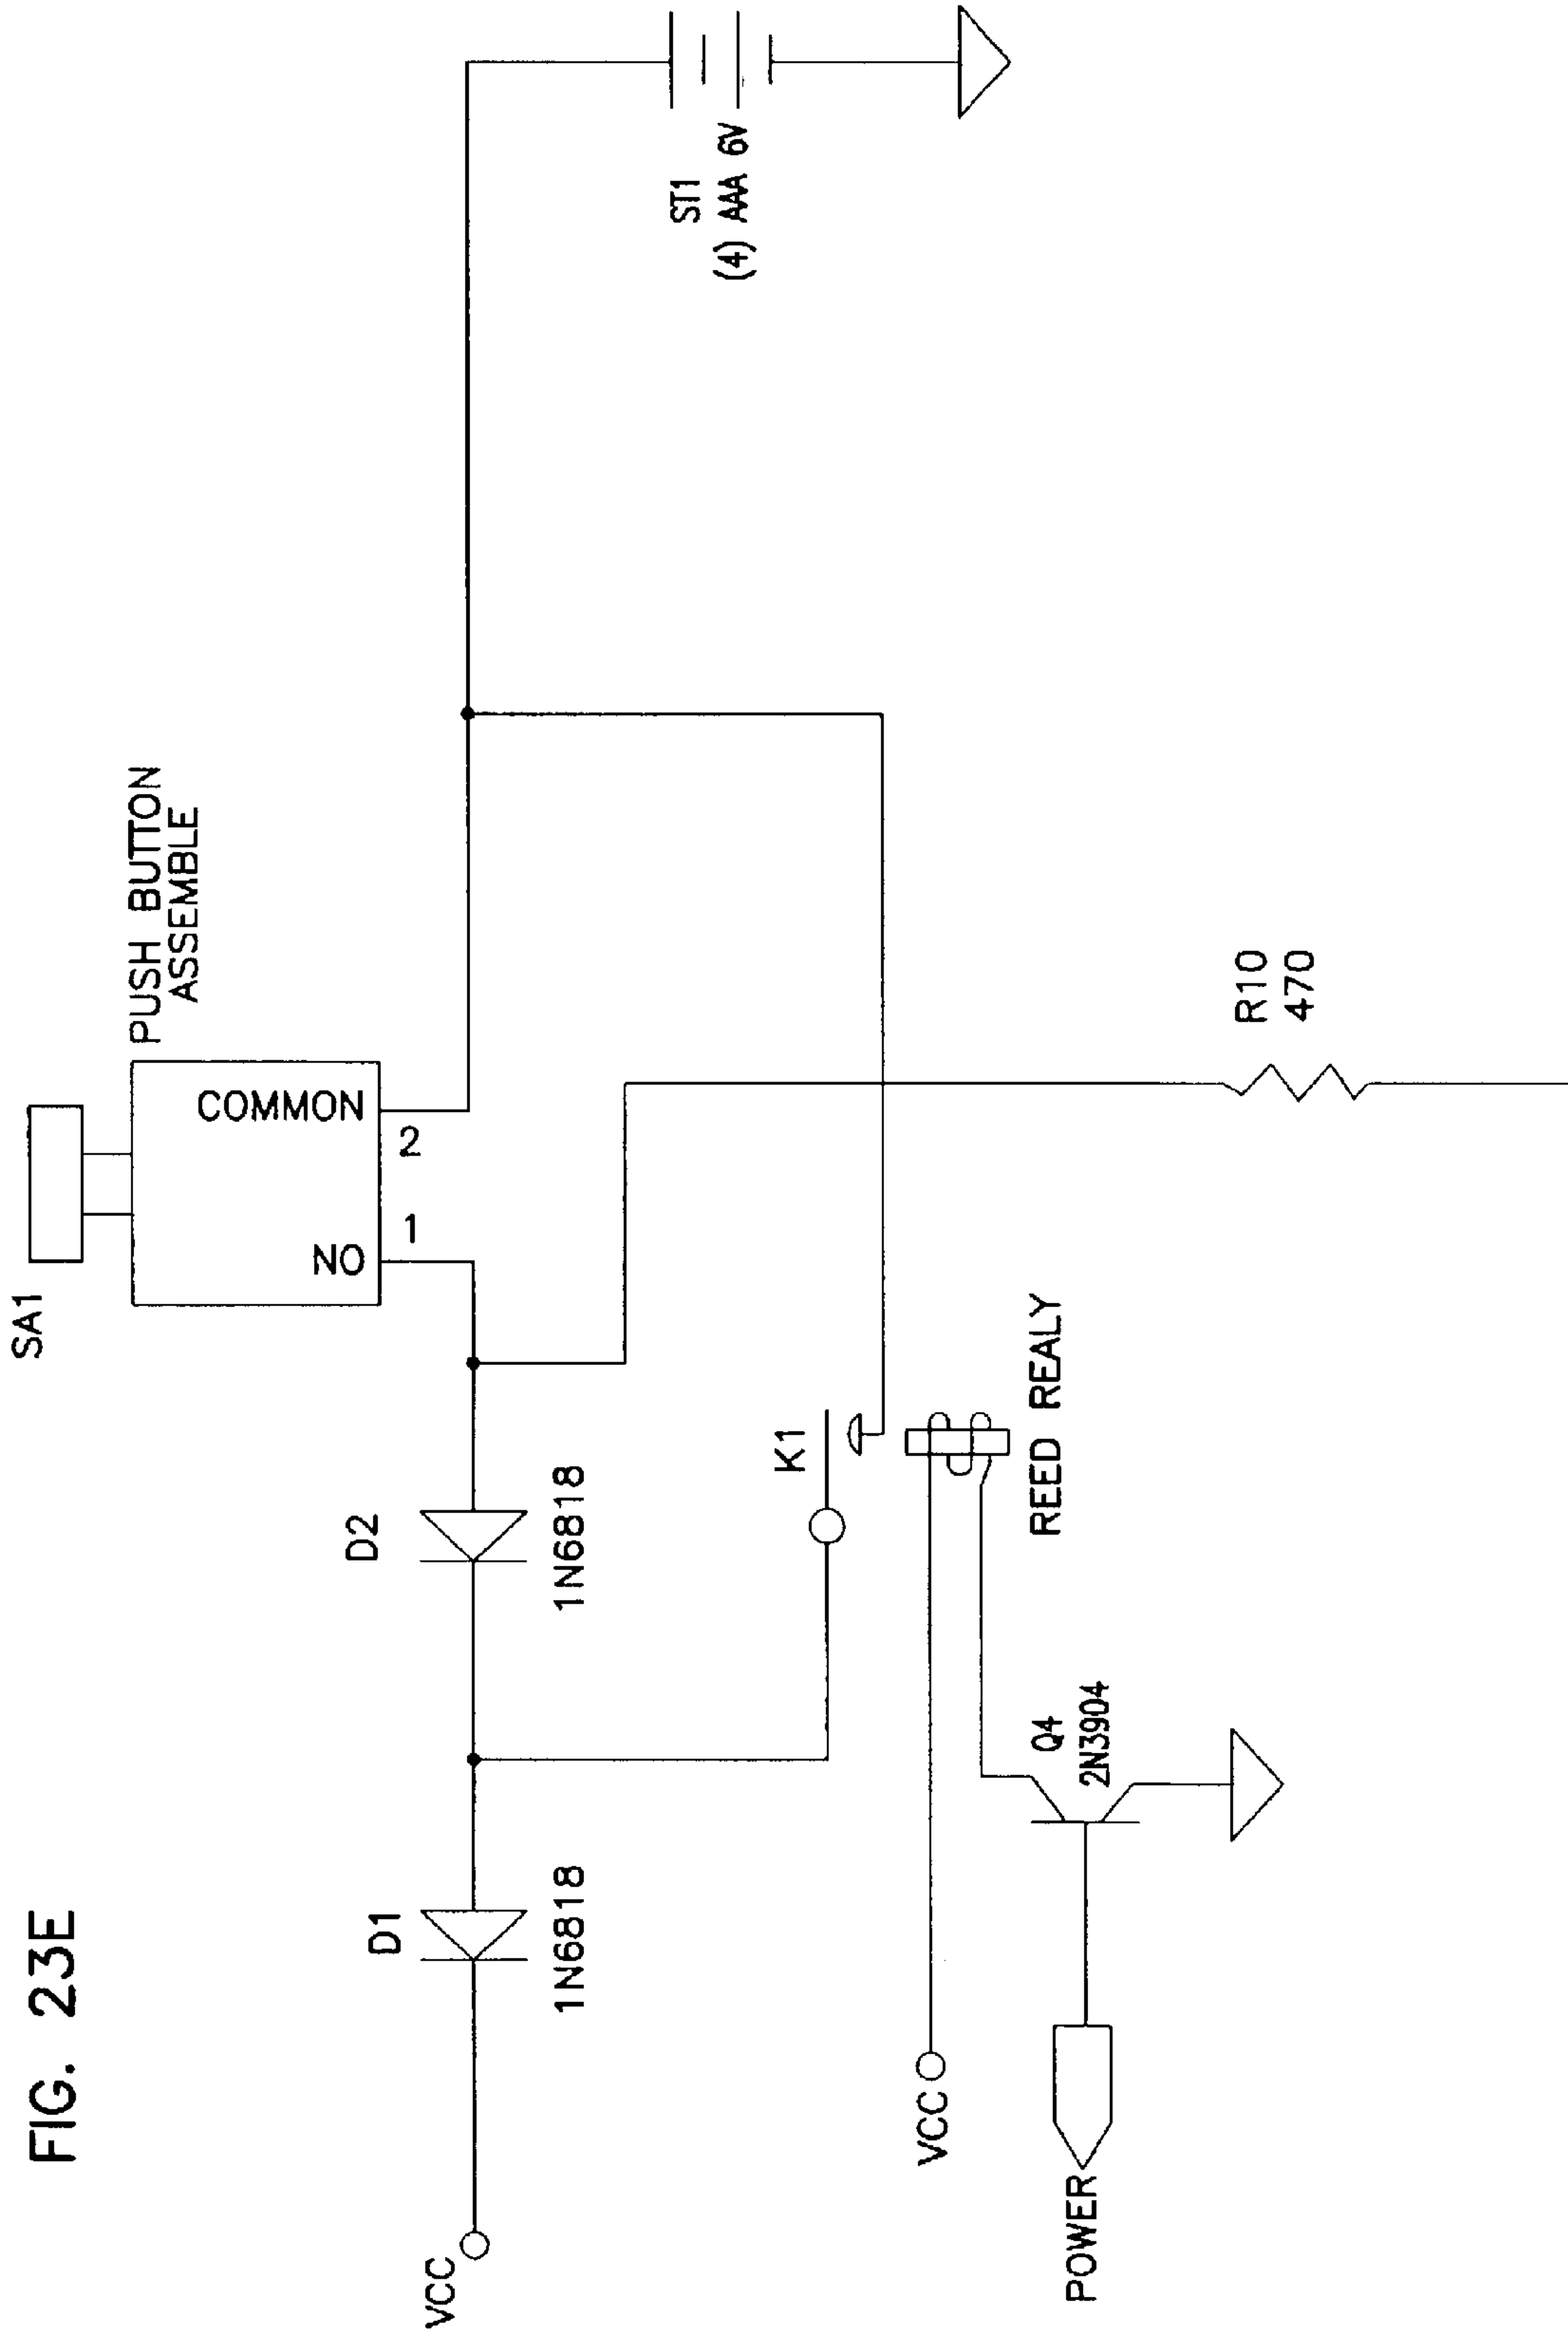 FIG. 23E
SA1
PUSH BUTTON
ASSEMBLE
COMMON
NO
1
2
D1
1N6818
D2
1N6818
VCC
ST1
(4) AAA 6V
K1
VCC
REED REALY
Q4
2N3904
POWER
R10
470